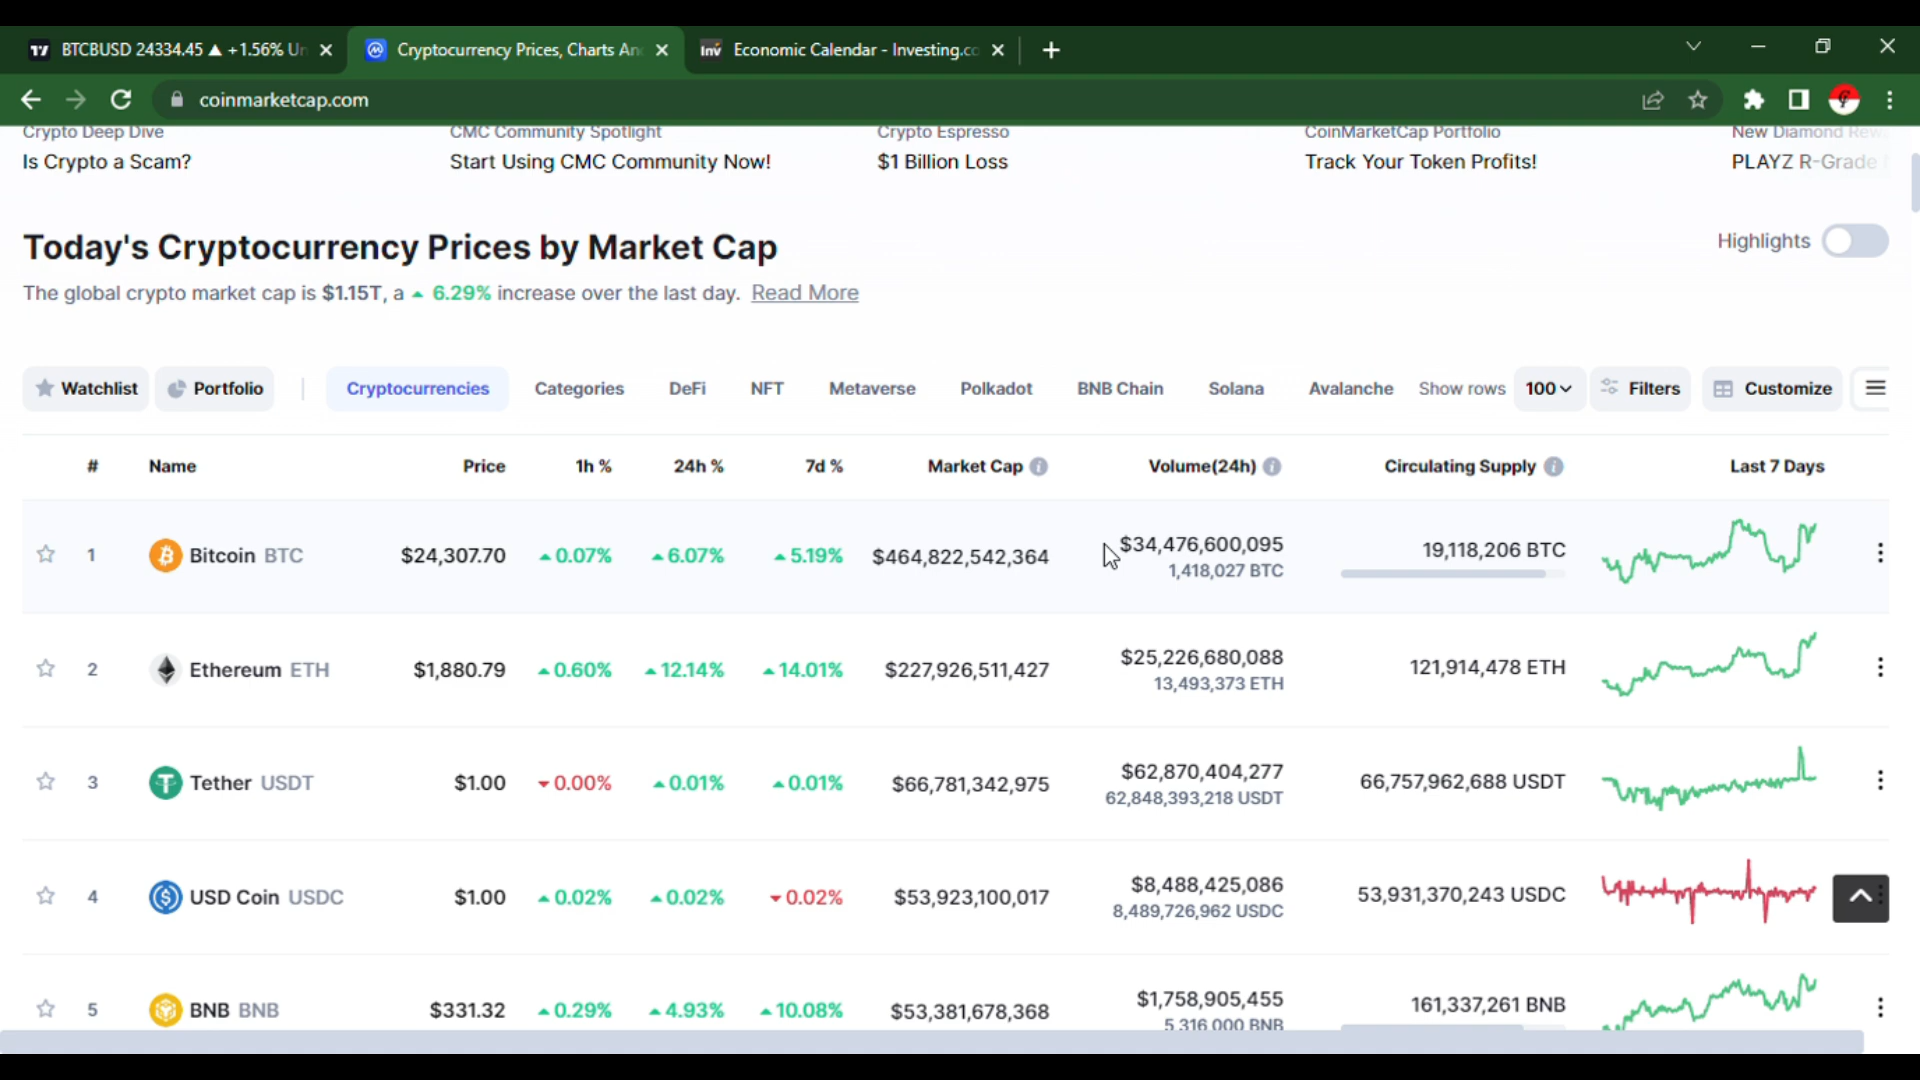 BTCBUSD 24334.45 ▲ +1.56% Un
Cryptocurrency Prices, Charts An
Economic Calendar - Investing.co
coinmarketcap.com
Crypto Deep Dive
CMC Community Spotlight
Crypto Espresso
CoinMarketCap Portfolio
New Diamond Rew
Is Crypto a Scam?
Start Using CMC Community Now!
$1 Billion Loss
Track Your Token Profits!
PLAYZ R-Grade
Today's Cryptocurrency Prices by Market Cap
Highlights
The global crypto market cap is $1.15T, a ▲ 6.29% increase over the last day. Read More
Watchlist Portfolio Cryptocurrencies Categories DeFi NFT Metaverse Polkadot BNB Chain Solana Avalanche Show rows 100 Filters Customize
# Name Price 1h % 24h % 7d % Market Cap Volume(24h) Circulating Supply Last 7 Days
1 Bitcoin BTC $24,307.70 ▲0.07% ▲6.07% ▲5.19% $464,822,542,364 $34,476,600,095 19,118,206 BTC
1,418,027 BTC
2 Ethereum ETH $1,880.79 ▲0.60% ▲12.14% ▲14.01% $227,926,511,427 $25,226,680,088 121,914,478 ETH
13,493,373 ETH
3 Tether USDT $1.00 ▼0.00% ▲0.01% ▲0.01% $66,781,342,975 $62,870,404,277 66,757,962,688 USDT
62,848,393,218 USDT
4 USD Coin USDC $1.00 ▲0.02% ▲0.02% ▼0.02% $53,923,100,017 $8,488,425,086 53,931,370,243 USDC
8,489,726,962 USDC
5 BNB BNB $331.32 ▲0.29% ▲4.93% ▲10.08% $53,381,678,368 $1,758,905,455 161,337,261 BNB
5,316,000 BNB